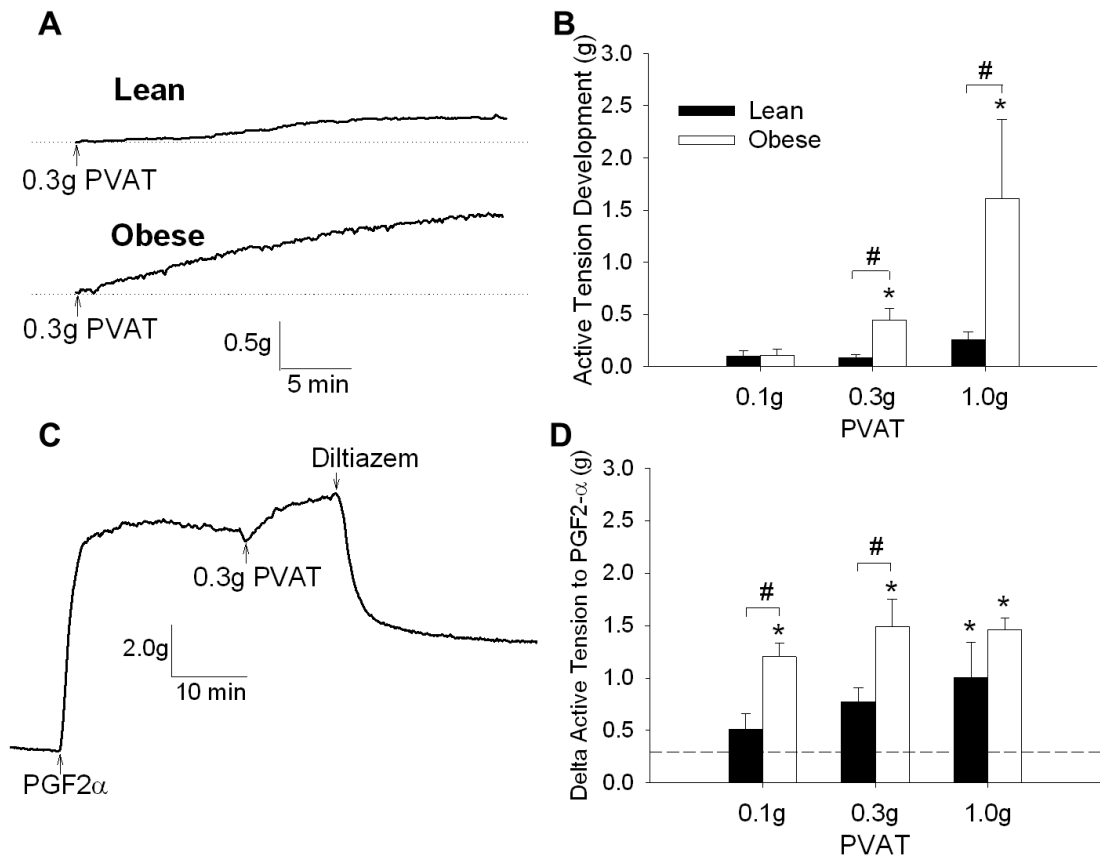 A
Lean
0.3g PVAT
Obese
0.3g PVAT
0.5g
5 min
B
Active Tension Development (g)
3.0
2.5
2.0
1.5
1.0
0.5
0.0
Lean
Obese
#
*
#
*
0.1g
0.3g
1.0g
PVAT
C
Diltiazem
0.3g PVAT
2.0g
10 min
PGF2α
D
Delta Active Tension to PGF2-α (g)
3.0
2.5
2.0
1.5
1.0
0.5
0.0
#
*
#
*
*
*
0.1g
0.3g
1.0g
PVAT